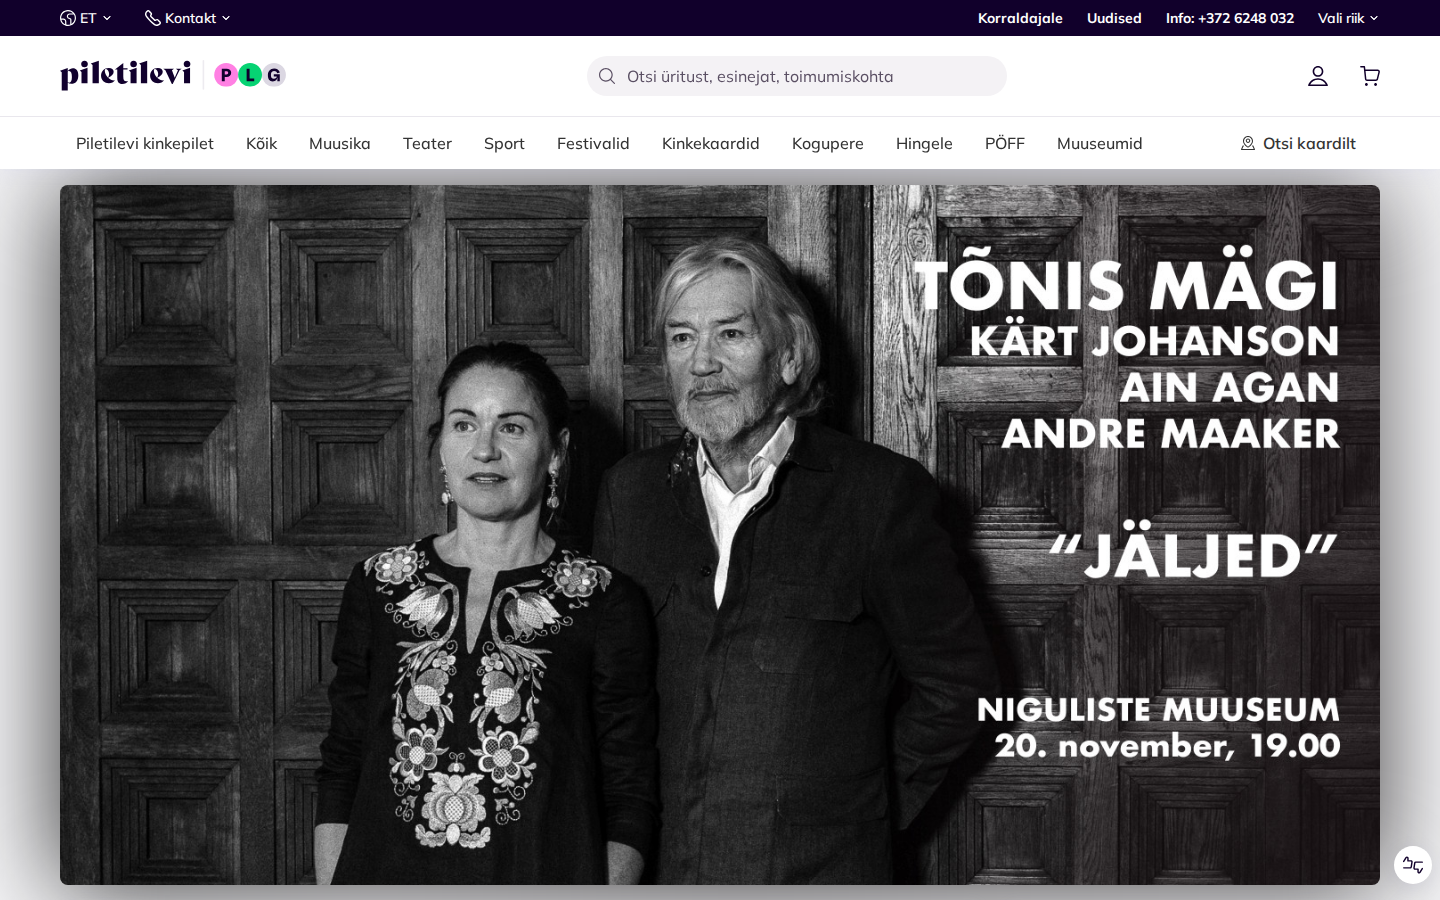 ET
Kontakt
Korraldajale
Uudised
Info: +372 6248 032
Vali riik
piletilevi
P L G
Otsi üritust, esinejat, toimumiskohta
Piletilevi kinkepilet
Kõik
Muusika
Teater
Sport
Festivalid
Kinkekaardid
Kogupere
Hingele
PÖFF
Muuseumid
Otsi kaardilt
TÕNIS MÄGI
KÄRT JOHANSON
AIN AGAN
ANDRE MAAKER
“JÄLJED”
NIGULISTE MUUSEUM
20. november, 19.00